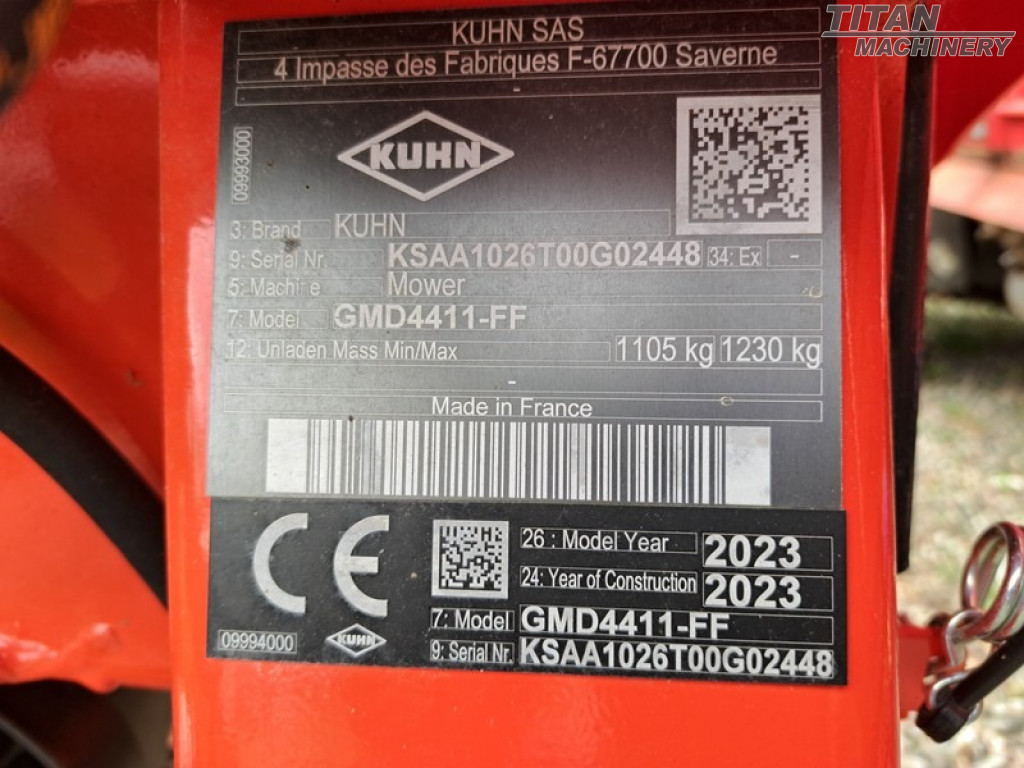 TITAN
MACHINERY
KUHN SAS
4 Impasse des Fabriques F-67700 Saverne
-
09993000
KUHN
3: Brand KUHN
9: Serial Nr. KSAA1026T00G02448 34: Ex -
5: Machine Mower
7: Model GMD4411-FF
12: Unladen Mass Min/Max 1105 kg 1230 kg
-
Made in France
CE
26 : Model Year 2023
24: Year of Construction 2023
7: Model GMD4411-FF
9: Serial Nr. KSAA1026T00G02448
09994000
KUHN